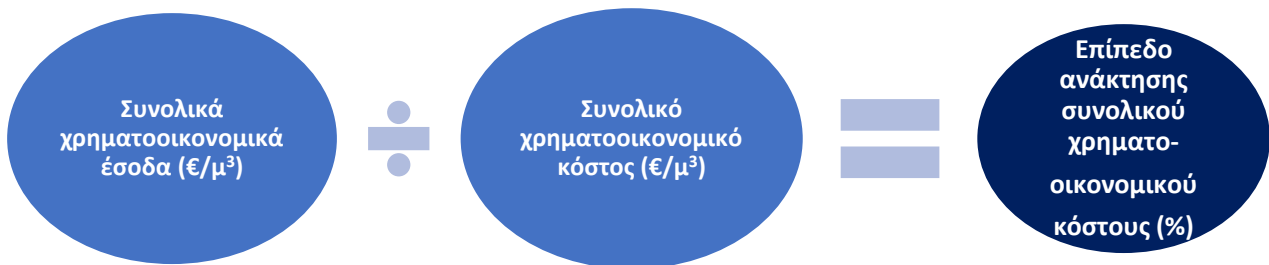 Συνολικά
χρηματοοικονομικά
έσοδα (€/μ³)
÷
Συνολικό
χρηματοοικονομικό
κόστος (€/μ³)
=
Επίπεδο
ανάκτησης
συνολικού
χρηματο-
οικονομικού
κόστους (%)